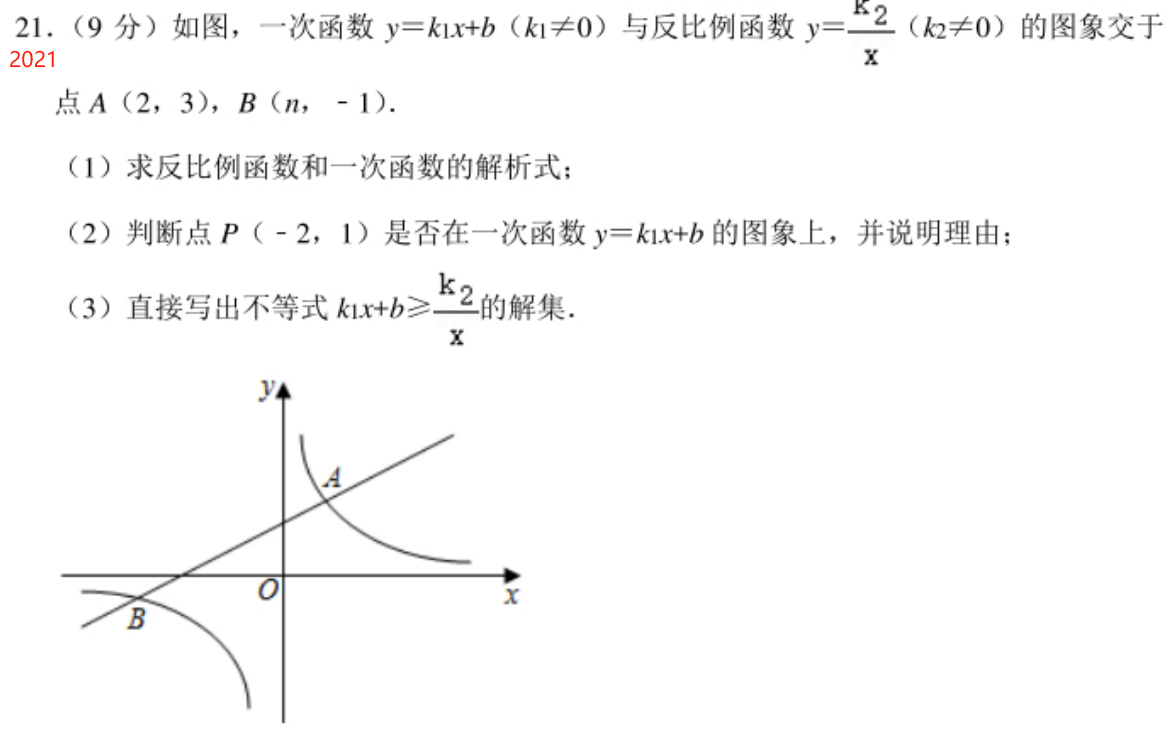 21.（9 分）如图，一次函数 y=k₁x+b（k₁≠0）与反比例函数 y=k₂/x（k₂≠0）的图象交于
2021
点 A（2，3），B（n，﹣1）.
（1）求反比例函数和一次函数的解析式；
（2）判断点 P（﹣2，1）是否在一次函数 y=k₁x+b 的图象上，并说明理由；
（3）直接写出不等式 k₁x+b≥k₂/x的解集.
y
A
O
x
B